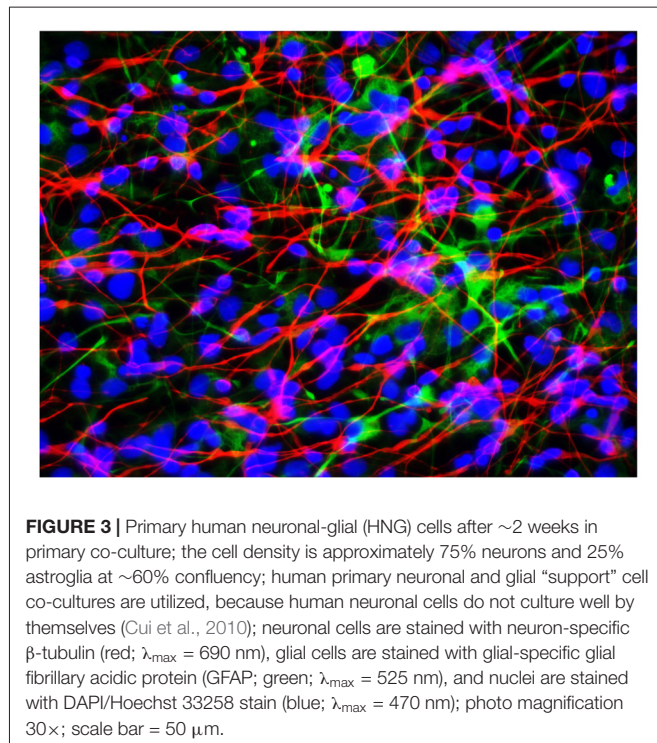 FIGURE 3 | Primary human neuronal-glial (HNG) cells after ~2 weeks in
primary co-culture; the cell density is approximately 75% neurons and 25%
astroglia at ~60% confluency; human primary neuronal and glial “support” cell
co-cultures are utilized, because human neuronal cells do not culture well by
themselves (Cui et al., 2010); neuronal cells are stained with neuron-specific
β-tubulin (red; λmax = 690 nm), glial cells are stained with glial-specific glial
fibrillary acidic protein (GFAP; green; λmax = 525 nm), and nuclei are stained
with DAPI/Hoechst 33258 stain (blue; λmax = 470 nm); photo magnification
30×; scale bar = 50 μm.